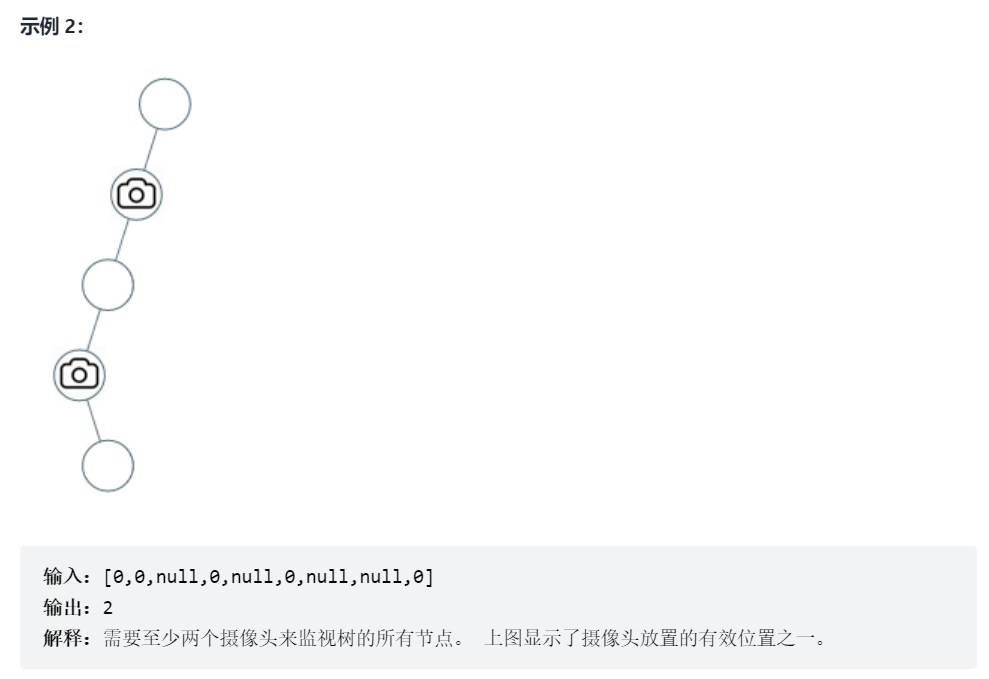 示例 2：
输入：[0,0,null,0,null,0,null,null,0]
输出：2
解释：需要至少两个摄像头来监视树的所有节点。 上图显示了摄像头放置的有效位置之一。